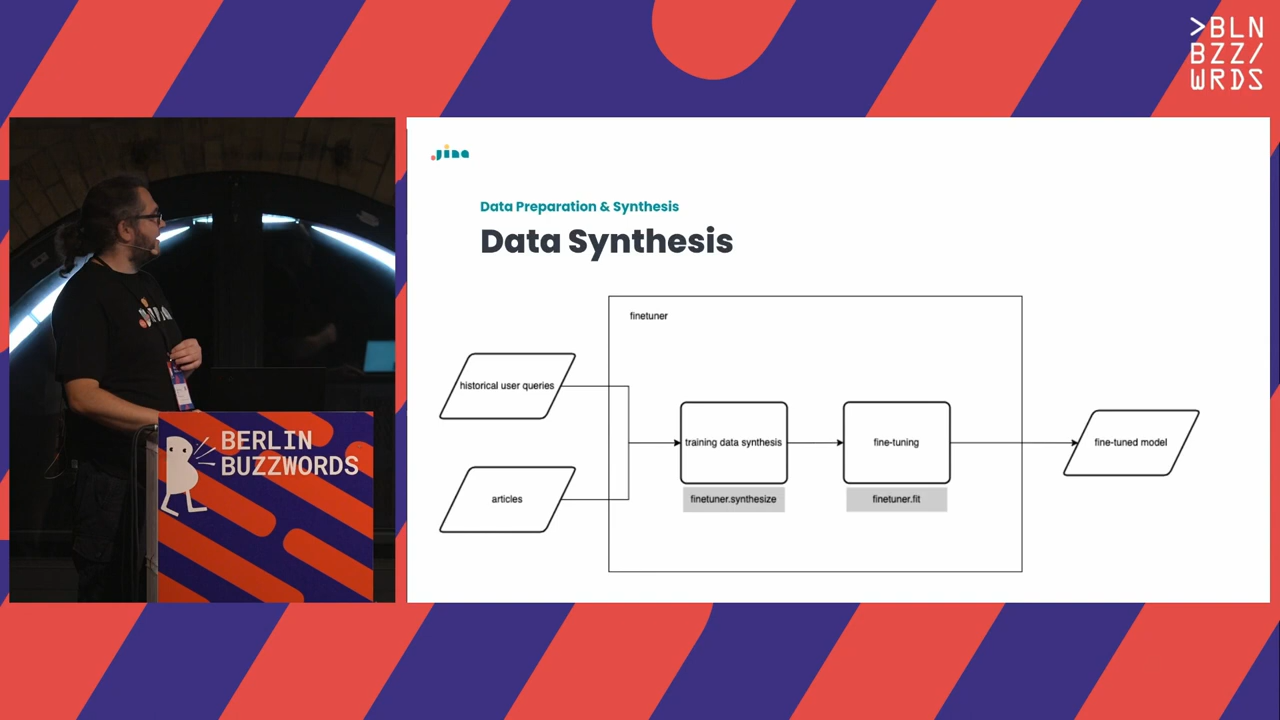 >BLN
BZZ/
WRDS
Jina
Data Preparation & Synthesis
Data Synthesis
finetuner
historical user queries
articles
training data synthesis
finetuner.synthesize
fine-tuning
finetuner.fit
fine-tuned model
BERLIN
BUZZWORDS